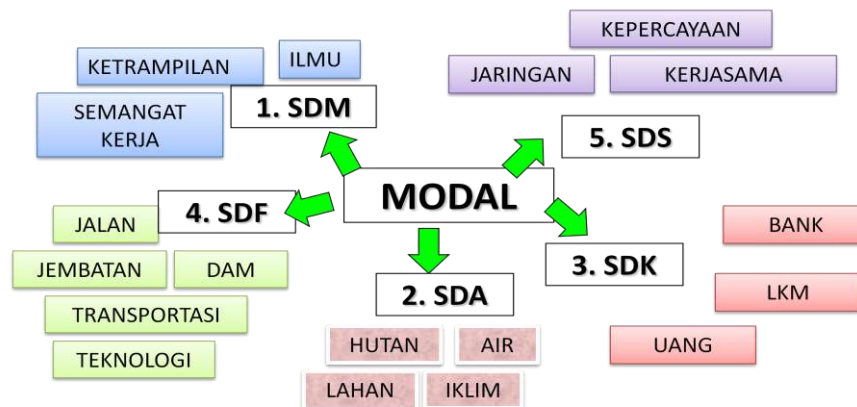 KEPERCAYAAN
KETRAMPILAN
ILMU
JARINGAN
KERJASAMA
SEMANGAT
KERJA
1. SDM
5. SDS
MODAL
4. SDF
JALAN
BANK
JEMBATAN
DAM
3. SDK
2. SDA
LKM
TRANSPORTASI
HUTAN
AIR
UANG
TEKNOLOGI
LAHAN
IKLIM